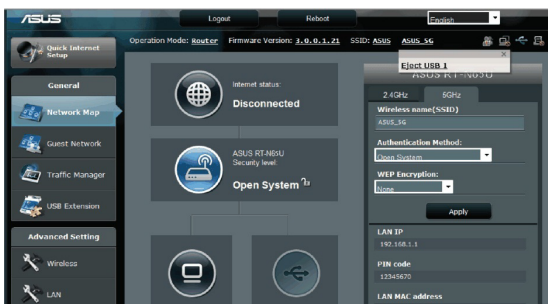 ASUS
Logout
Reboot
English
Quick Internet
Setup
Operation Mode: Router Firmware Version: 3.0.0.1.21 SSID: ASUS ASUS_5G
Eject USB 1
General
Network Map
Guest Network
Traffic Manager
USB Extension
Advanced Setting
Wireless
LAN
Internet status:
Disconnected
ASUS RT-N65U
Security level:
Open System
ASUS RT-N65U
2.4GHz
5GHz
Wireless name(SSID)
ASUS_5G
Authentication Method:
Open System
WEP Encryption:
None
Apply
LAN IP
192.168.1.1
PIN code
12345670
LAN MAC address